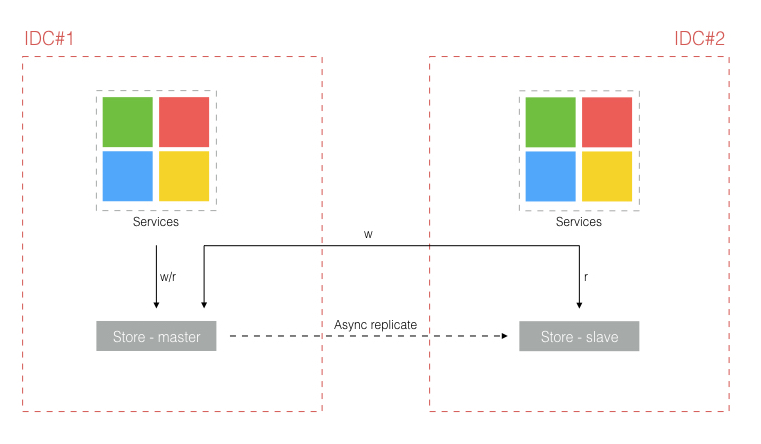 IDC#1
IDC#2
Services
Services
w
w/r
r
Async replicate
Store - master
Store - slave